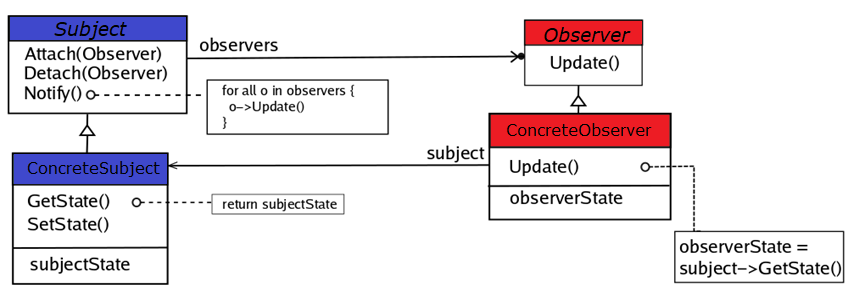 Subject
Attach(Observer)
Detach(Observer)
Notify()
observers
for all o in observers {
o->Update()
}
Observer
Update()
ConcreteSubject
GetState()
SetState()
subjectState
return subjectState
subject
ConcreteObserver
Update()
observerState
observerState =
subject->GetState()